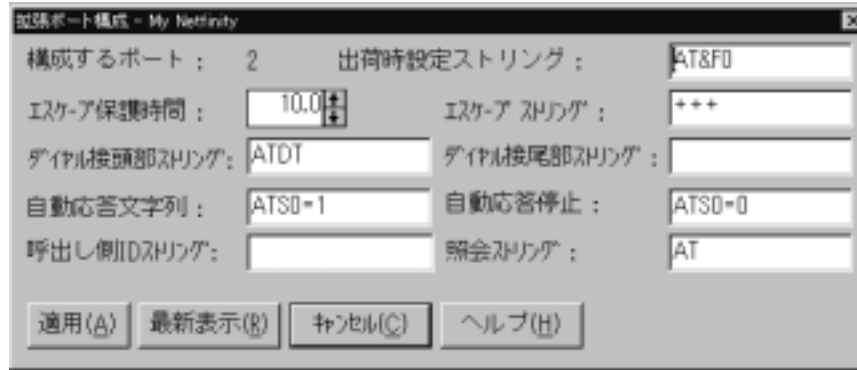 拡張ポート構成 - My Netfinity
構成するポート： 2 出荷時設定ストリング： AT&F0
ｴｽｹｰﾌﾟ保護時間： 10.0 ｴｽｹｰﾌﾟ ｽﾄﾘﾝｸﾞ： +++
ﾀﾞｲﾔﾙ接頭部ｽﾄﾘﾝｸﾞ： ATDT ﾀﾞｲﾔﾙ接尾部ｽﾄﾘﾝｸﾞ：
自動応答文字列： ATS0=1 自動応答停止： ATS0=0
呼出し側IDｽﾄﾘﾝｸﾞ： 照会ｽﾄﾘﾝｸﾞ： AT
適用(A) 最新表示(R) ｷｬﾝｾﾙ(C) ヘルプ(H)